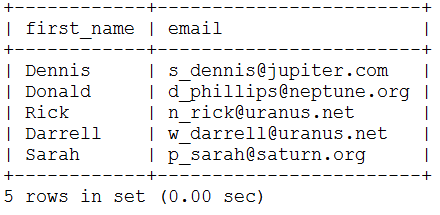 +------------+-------------------------+
| first_name | email                   |
+------------+-------------------------+
| Dennis     | s_dennis@jupiter.com    |
| Donald     | d_phillips@neptune.org |
| Rick       | n_rick@uranus.net       |
| Darrell    | w_darrell@uranus.net    |
| Sarah      | p_sarah@saturn.org      |
+------------+-------------------------+
5 rows in set (0.00 sec)